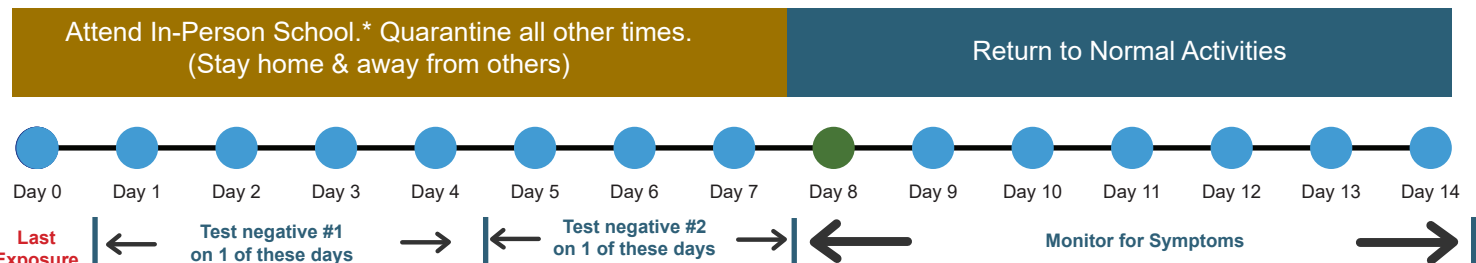 Attend In-Person School.* Quarantine all other times.
(Stay home & away from others)
Return to Normal Activities
Day 0 Day 1 Day 2 Day 3 Day 4 Day 5 Day 6 Day 7 Day 8 Day 9 Day 10 Day 11 Day 12 Day 13 Day 14
Last
Exposure
Test negative #1
on 1 of these days
Test negative #2
on 1 of these days
Monitor for Symptoms